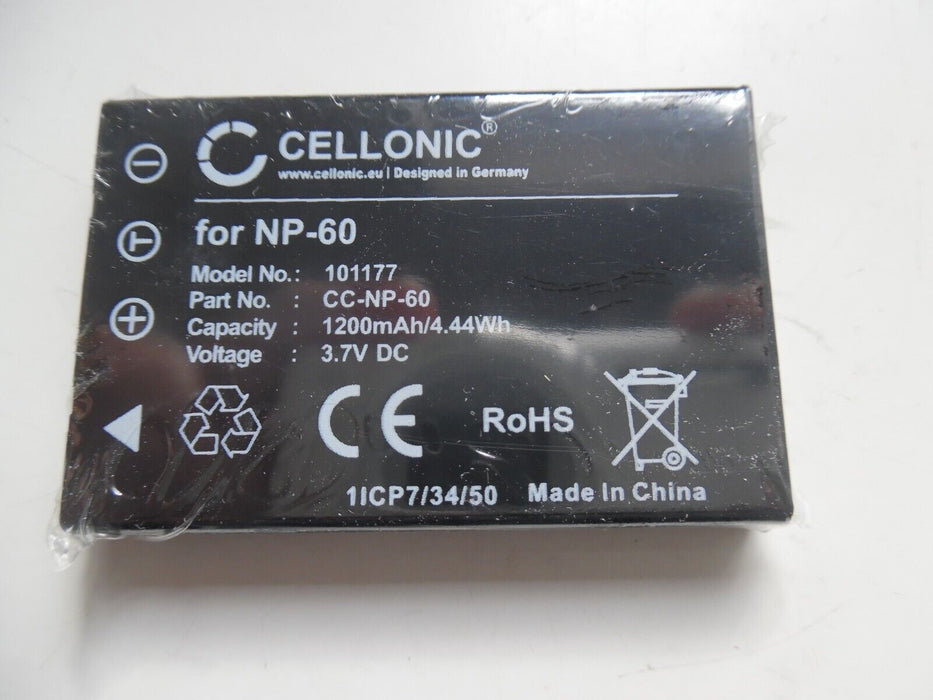 CELLONIC®
www.cellonic.eu | Designed in Germany
for NP-60
Model No.: 101177
Part No. : CC-NP-60
Capacity : 1200mAh/4.44Wh
Voltage : 3.7V DC
T
CE RoHS
1ICP7/34/50 Made In China